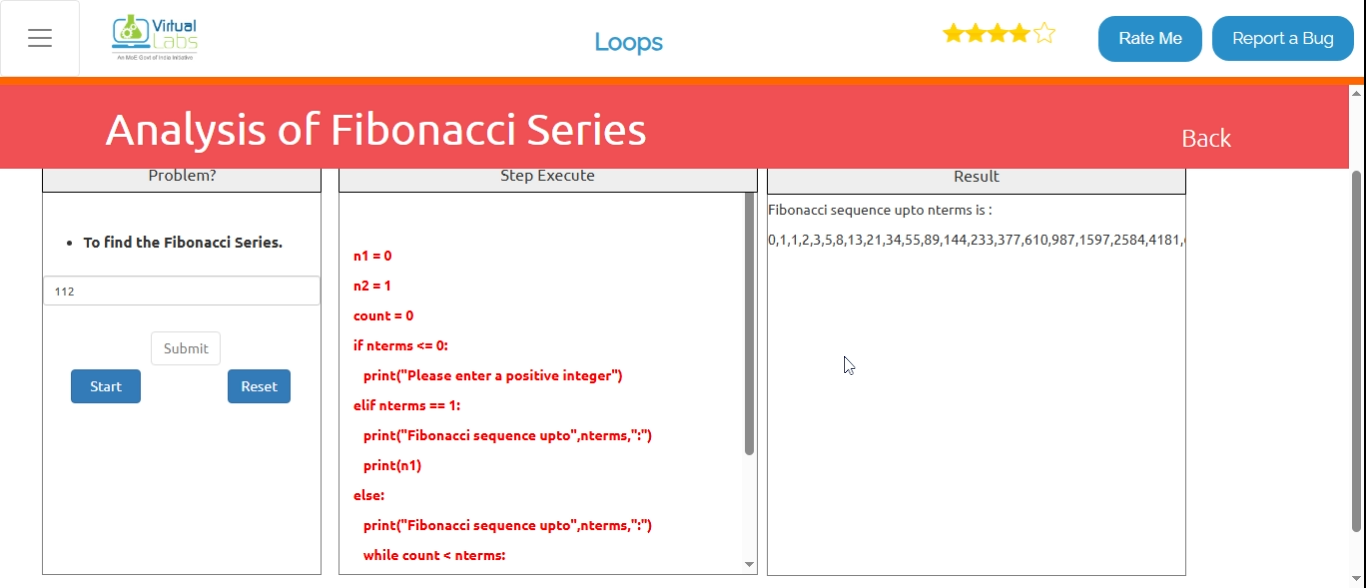 Virtual
Labs
An MoE Govt of India Initiative
Loops
Rate Me
Report a Bug
Analysis of Fibonacci Series
Back
Problem?
To find the Fibonacci Series.
112
Submit
Start
Reset
Step Execute
n1 = 0
n2 = 1
count = 0
if nterms <= 0:
print("Please enter a positive integer")
elif nterms == 1:
print("Fibonacci sequence upto",nterms,":")
print(n1)
else:
print("Fibonacci sequence upto",nterms,":")
while count < nterms:
Result
Fibonacci sequence upto nterms is :
0,1,1,2,3,5,8,13,21,34,55,89,144,233,377,610,987,1597,2584,4181,